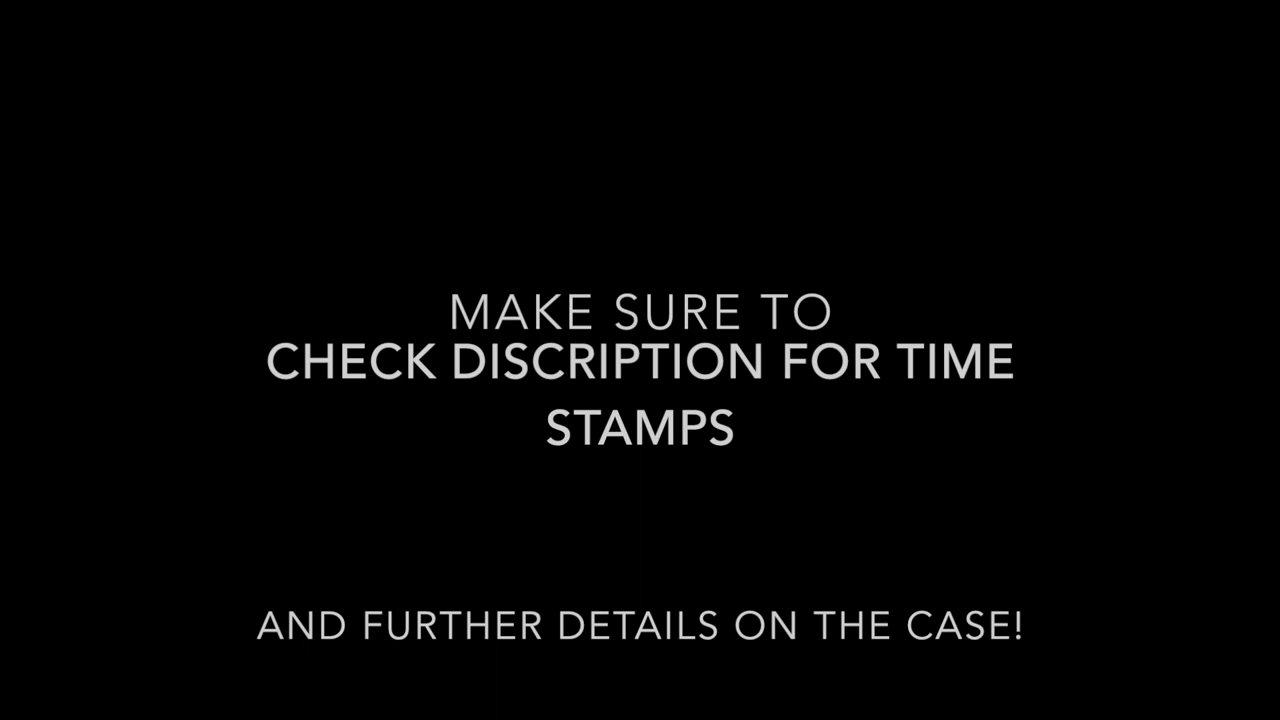 MAKE SURE TO
CHECK DISCRIPTION FOR TIME
STAMPS
AND FURTHER DETAILS ON THE CASE!